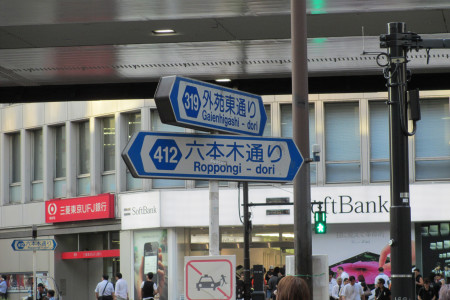 319 外苑東通り
Gaienhigashi - dori
412 六本木通り
Roppongi - dori
三菱東京UFJ銀行
SoftBank
SoftBank